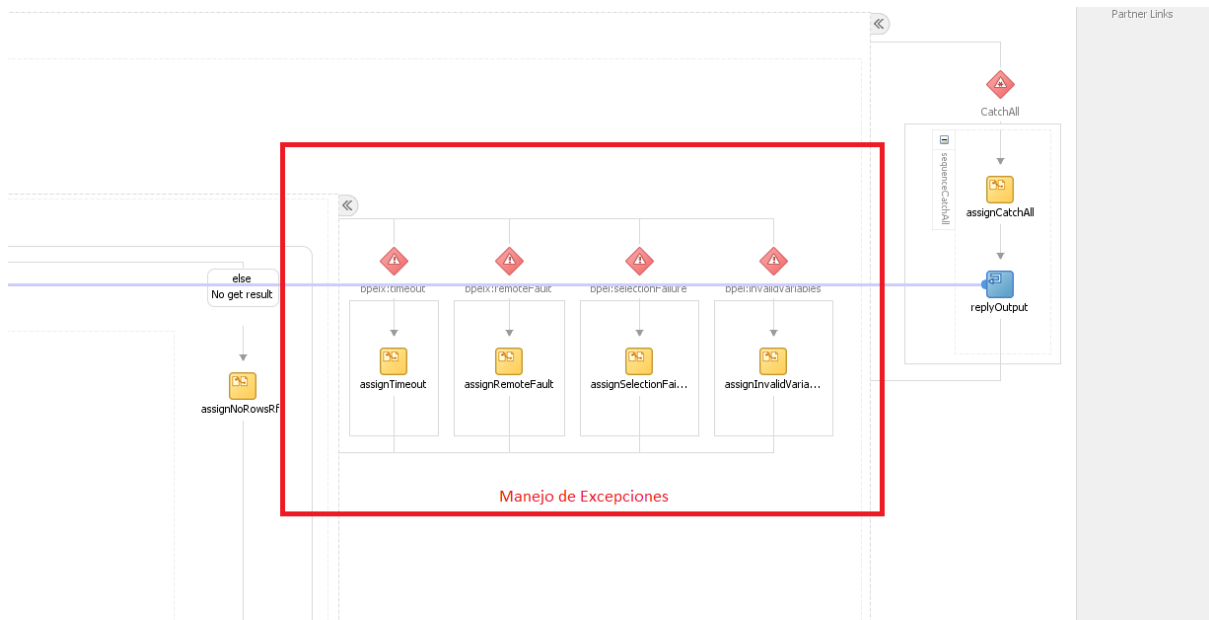 Partner Links
CatchAll
sequenceCatchAll
assignCatchAll
replyOutput
else
No get result
assignNoRowsRf
bpelx:timeout
bpelx:remoteFault
bpel:selectionFailure
bpel:invalidVariables
assignTimeout
assignRemoteFault
assignSelectionFai...
assignInvalidVaria...
Manejo de Excepciones